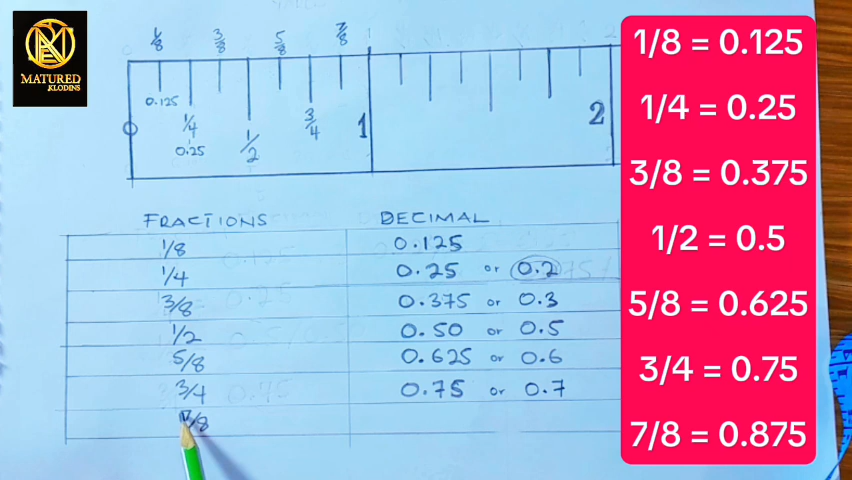 MATURED
KLODINS
1/8 3/8 5/8 7/8 1
0.125
1/4 3/4 1 2
0.25 1/2
FRACTIONS DECIMAL
1/8 0.125
1/4 0.25 or 0.2
3/8 0.375 or 0.3
1/2 0.50 or 0.5
5/8 0.625 or 0.6
3/4 0.75 or 0.7
7/8
1/8 = 0.125
1/4 = 0.25
3/8 = 0.375
1/2 = 0.5
5/8 = 0.625
3/4 = 0.75
7/8 = 0.875